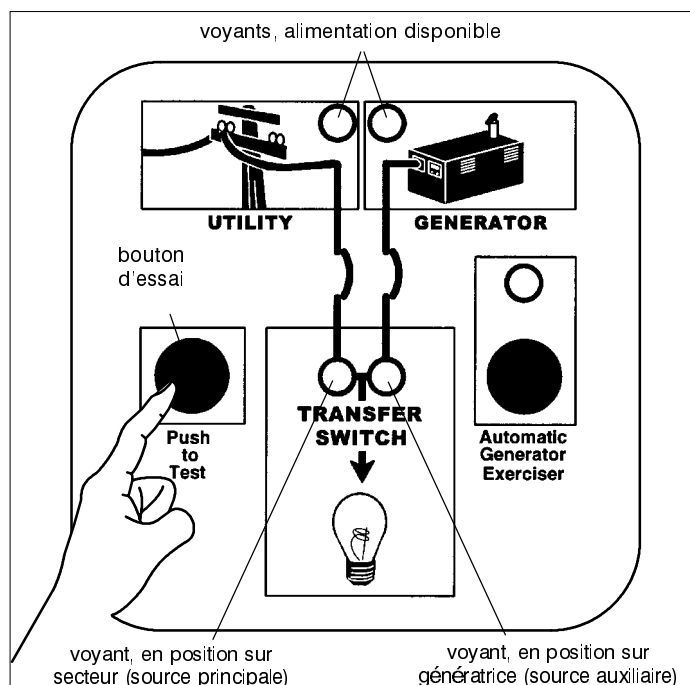 voyants, alimentation disponible
UTILITY
GENERATOR
bouton
d'essai
Push
to
Test
TRANSFER
SWITCH
Automatic
Generator
Exerciser
voyant, en position sur
secteur (source principale)
voyant, en position sur
génératrice (source auxiliaire)